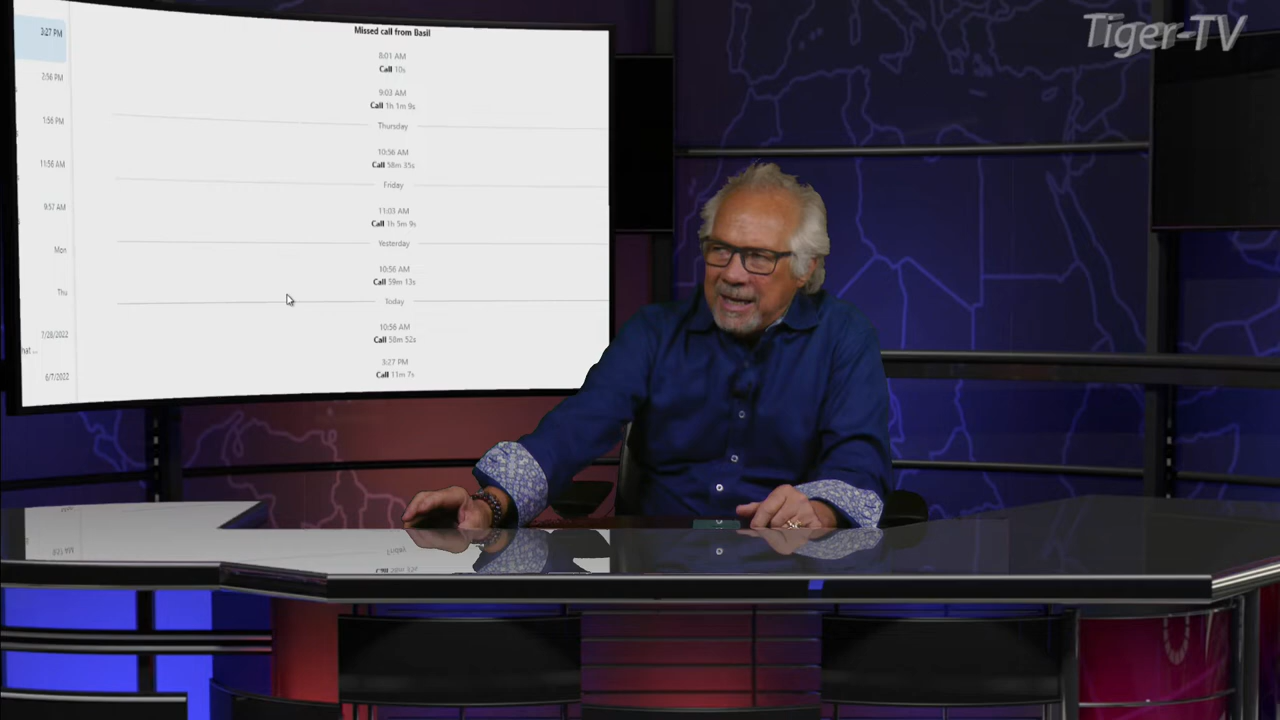 Tiger-TV
3:27 PM
2:56 PM
1:56 PM
11:56 AM
9:57 AM
Mon
Thu
7/28/2022
hat ...
6/7/2022
Missed call from Basil
8:01 AM
Call 10s
9:03 AM
Call 1h 1m 9s
Thursday
10:56 AM
Call 58m 35s
Friday
11:03 AM
Call 1h 5m 9s
Yesterday
10:56 AM
Call 59m 13s
Today
10:56 AM
Call 58m 52s
3:27 PM
Call 11m 7s